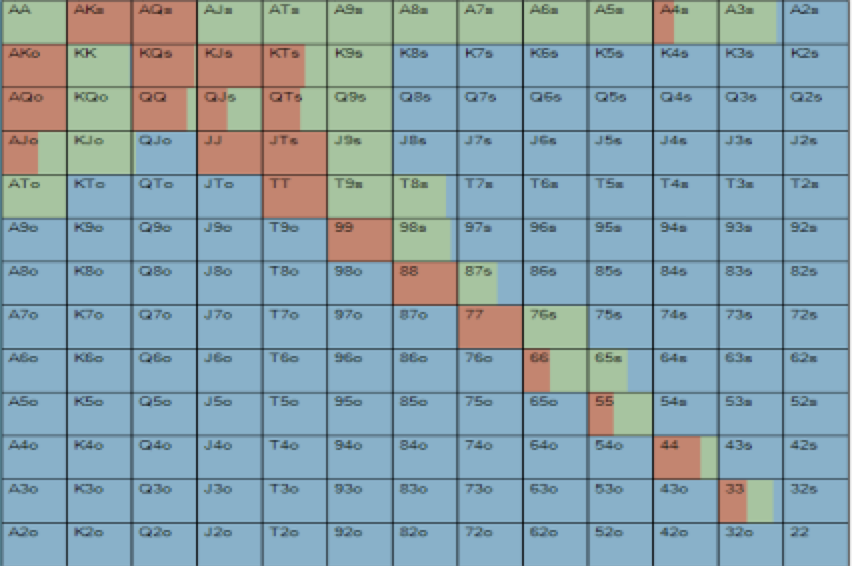 AA AKs AQs AJs ATs A9s A8s A7s A6s A5s A4s A3s A2s
AKo KK KQs KJs KTs K9s K8s K7s K6s K5s K4s K3s K2s
AQo KQo QQ QJs QTs Q9s Q8s Q7s Q6s Q5s Q4s Q3s Q2s
AJo KJo QJo JJ JTs J9s J8s J7s J6s J5s J4s J3s J2s
ATo KTo QTo JTo TT T9s T8s T7s T6s T5s T4s T3s T2s
A9o K9o Q9o J9o T9o 99 98s 97s 96s 95s 94s 93s 92s
A8o K8o Q8o J8o T8o 98o 88 87s 86s 85s 84s 83s 82s
A7o K7o Q7o J7o T7o 97o 87o 77 76s 75s 74s 73s 72s
A6o K6o Q6o J6o T6o 96o 86o 76o 66 65s 64s 63s 62s
A5o K5o Q5o J5o T5o 95o 85o 75o 65o 55 54s 53s 52s
A4o K4o Q4o J4o T4o 94o 84o 74o 64o 54o 44 43s 42s
A3o K3o Q3o J3o T3o 93o 83o 73o 63o 53o 43o 33 32s
A2o K2o Q2o J2o T2o 92o 82o 72o 62o 52o 42o 32o 22